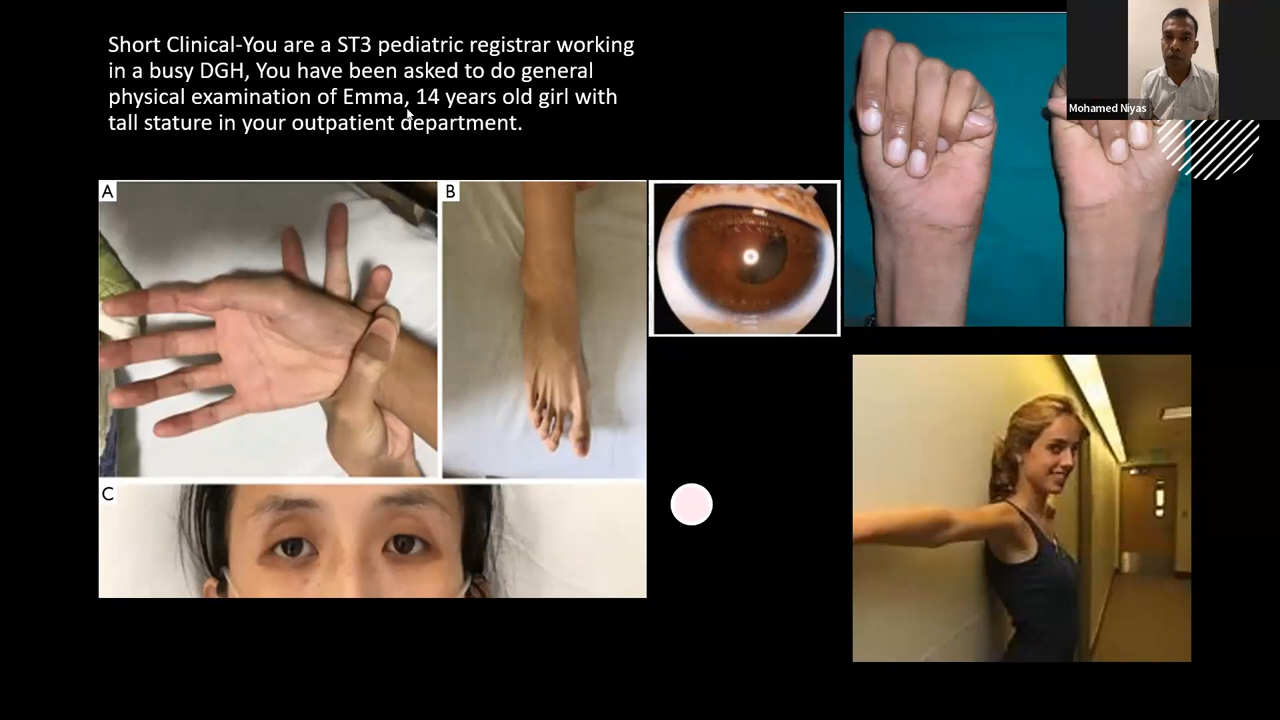 Short Clinical-You are a ST3 pediatric registrar working
in a busy DGH, You have been asked to do general
physical examination of Emma, 14 years old girl with
tall stature in your outpatient department.
Mohamed Niyas
A
B
C